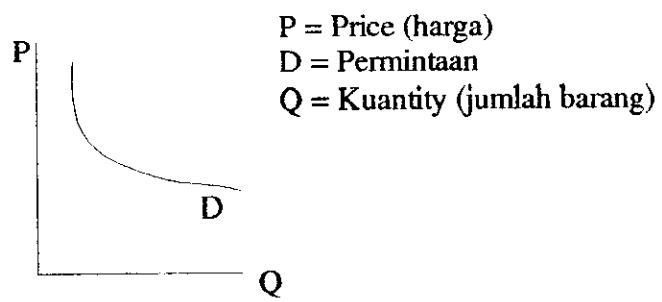 P = Price (harga)
P
D = Permintaan
Q = Kuantity (jumlah barang)
D
Q